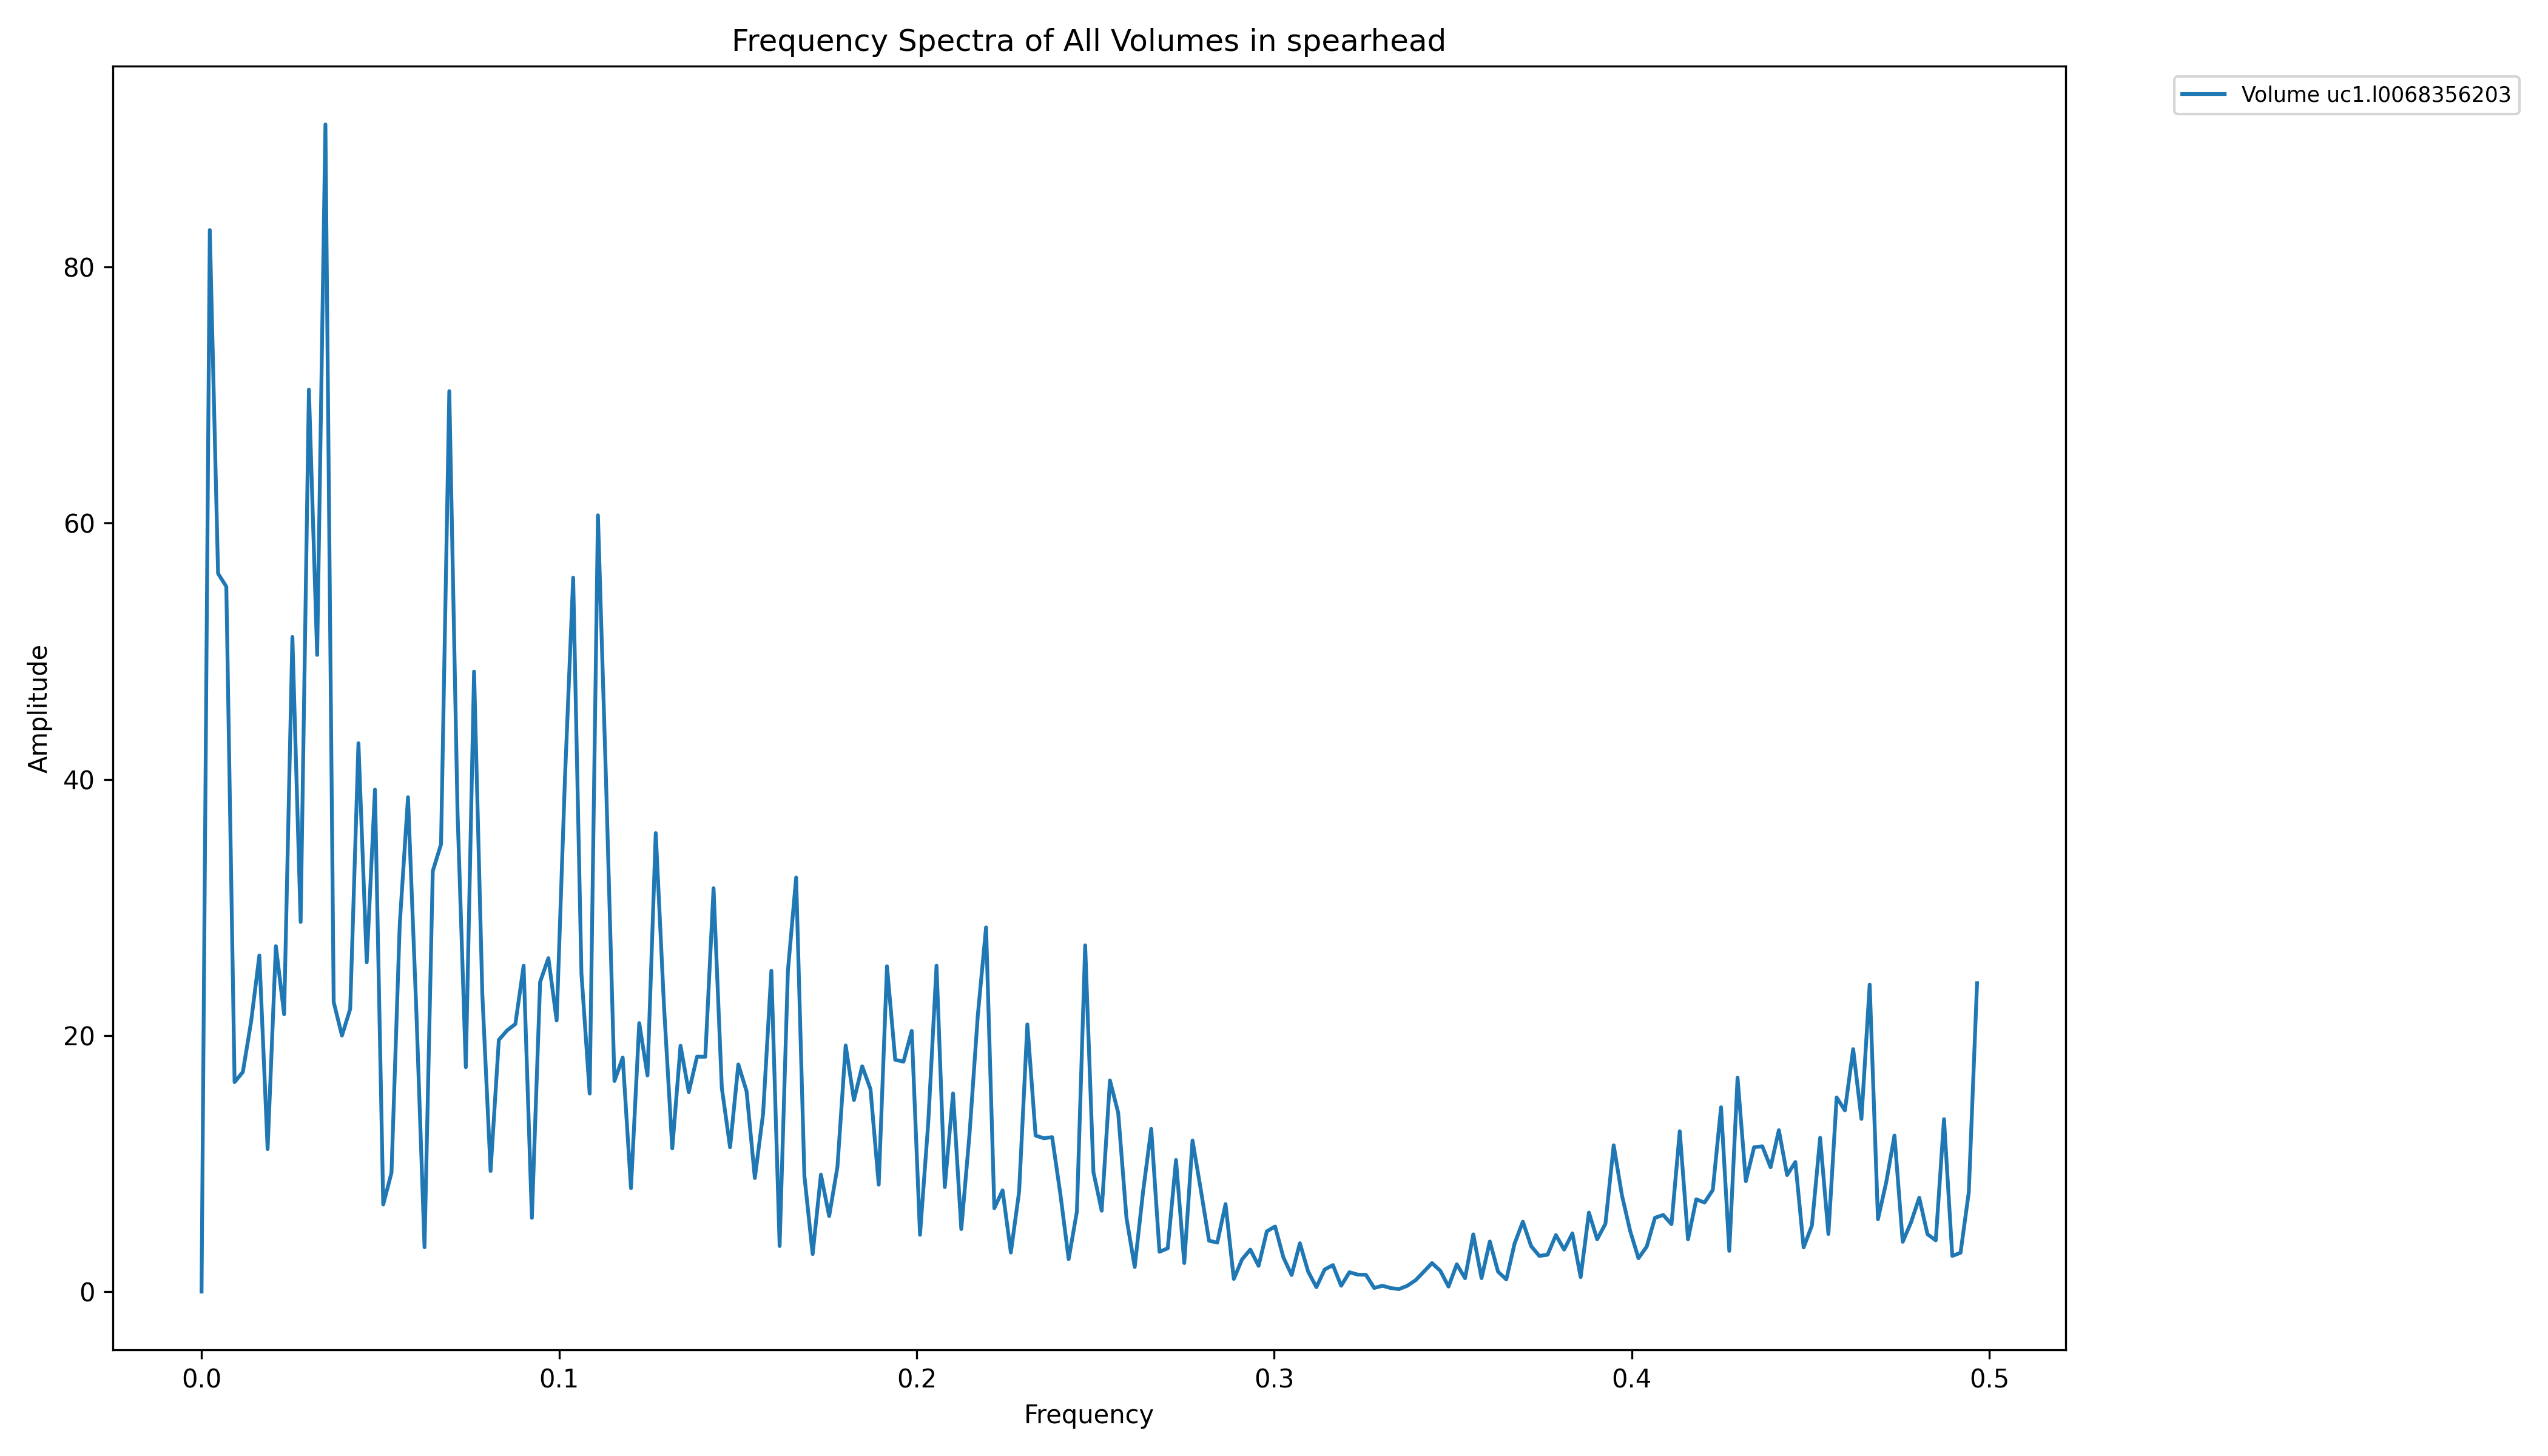 Frequency Spectra of All Volumes in spearhead
Volume uc1.l0068356203
Amplitude
80
60
40
20
0
0.0 0.1 0.2 0.3 0.4 0.5
Frequency